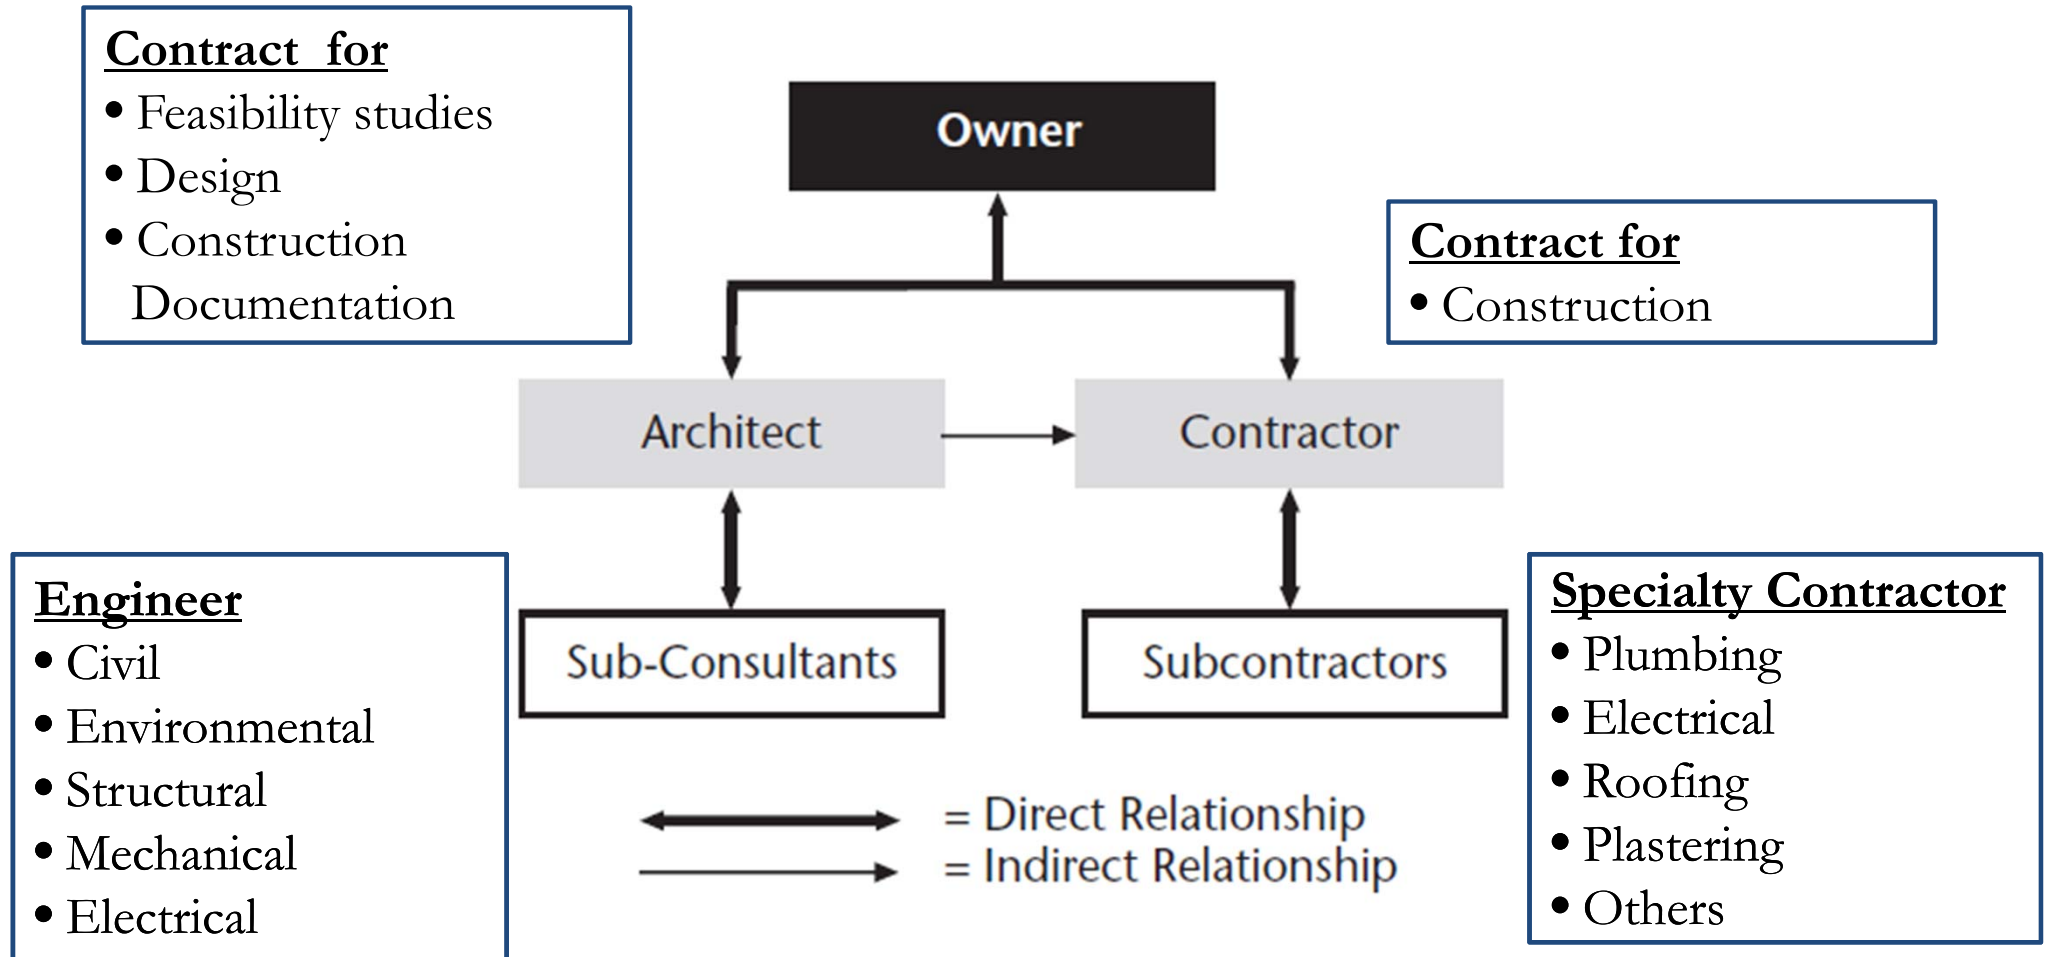 Contract  for
• Feasibility studies
• Design
• Construction
Documentation
Owner
Contract for
• Construction
Architect
Contractor
Engineer
• Civil
• Environmental
• Structural
• Mechanical
• Electrical
Sub-Consultants
Subcontractors
Specialty Contractor
• Plumbing
• Electrical
• Roofing
• Plastering
• Others
= Direct Relationship
= Indirect Relationship